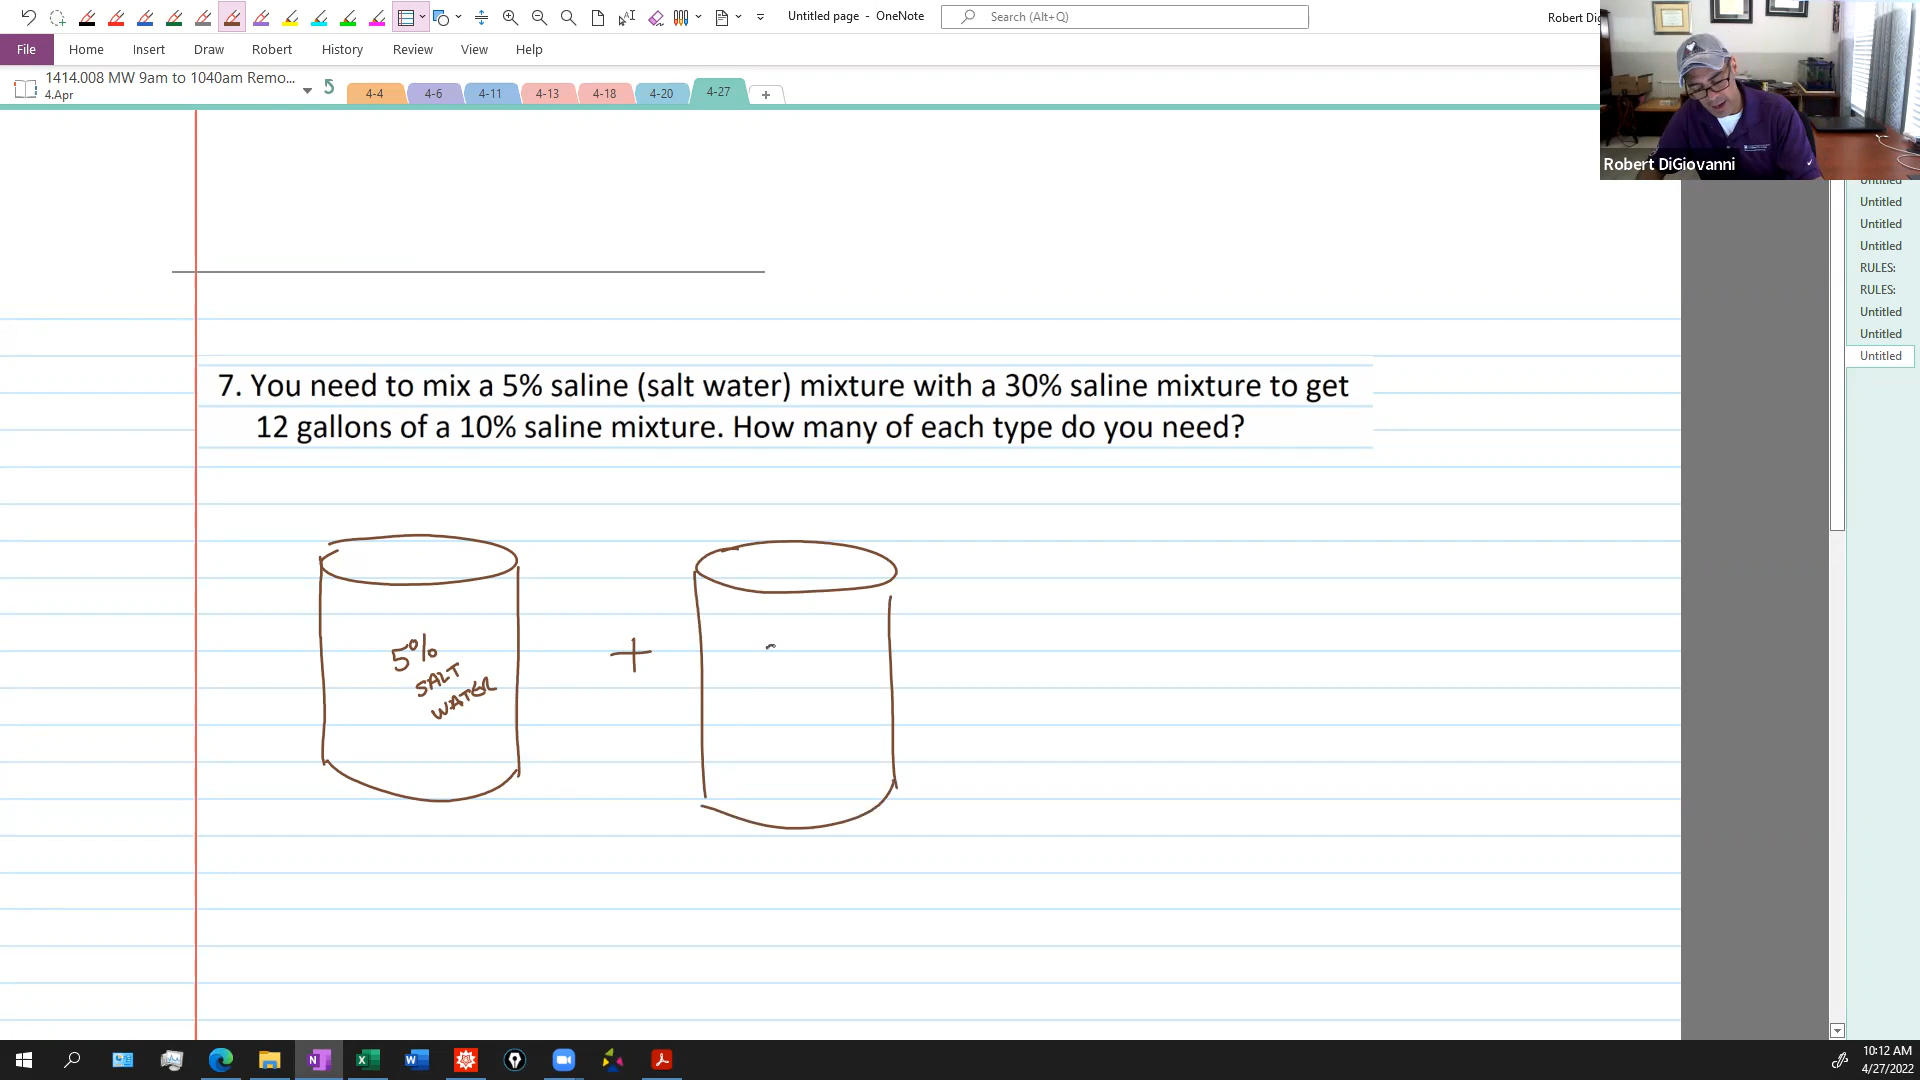 Untitled page - OneNote
Search (Alt+Q)
Robert Di
File
Home
Insert
Draw
Robert
History
Review
View
Help
1414.008 MW 9am to 1040am Remo...
4.Apr
4-4
4-6
4-11
4-13
4-18
4-20
4-27
Robert DiGiovanni
Untitled
Untitled
Untitled
Untitled
RULES:
RULES:
Untitled
Untitled
Untitled
7. You need to mix a 5% saline (salt water) mixture with a 30% saline mixture to get
12 gallons of a 10% saline mixture. How many of each type do you need?
5%
SALT
WATER
+
10:12 AM
4/27/2022